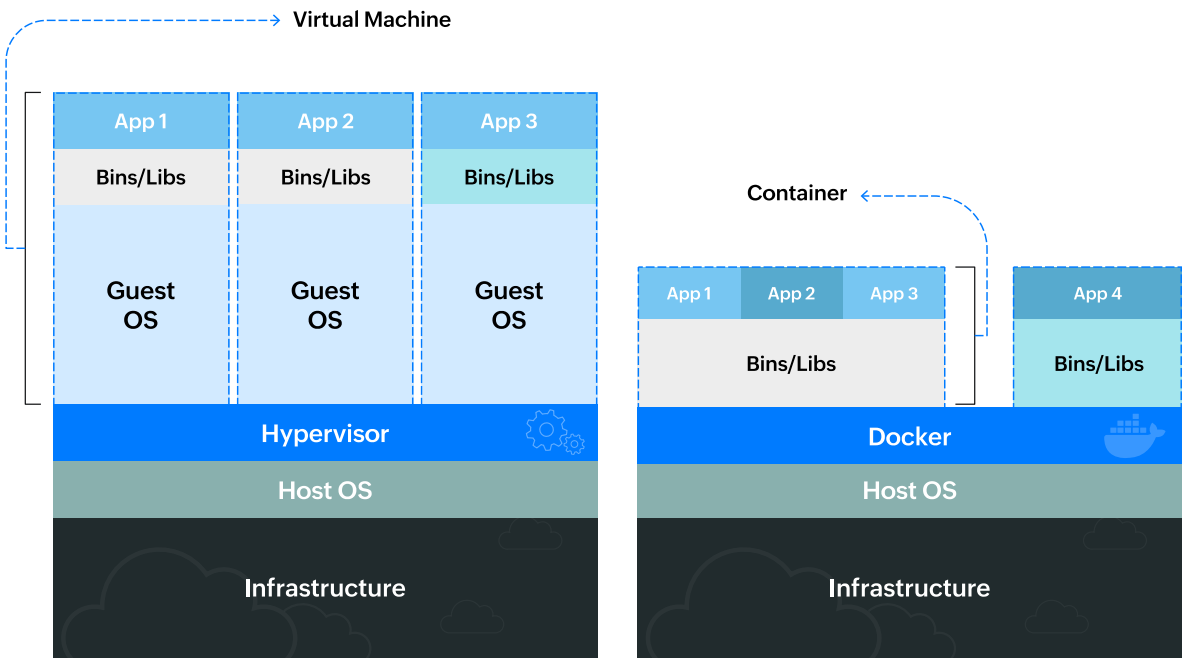 Virtual Machine
App 1
App 2
App 3
Bins/Libs
Bins/Libs
Bins/Libs
Guest
OS
Guest
OS
Guest
OS
Hypervisor
Host OS
Infrastructure
Container
App 1
App 2
App 3
App 4
Bins/Libs
Bins/Libs
Docker
Host OS
Infrastructure